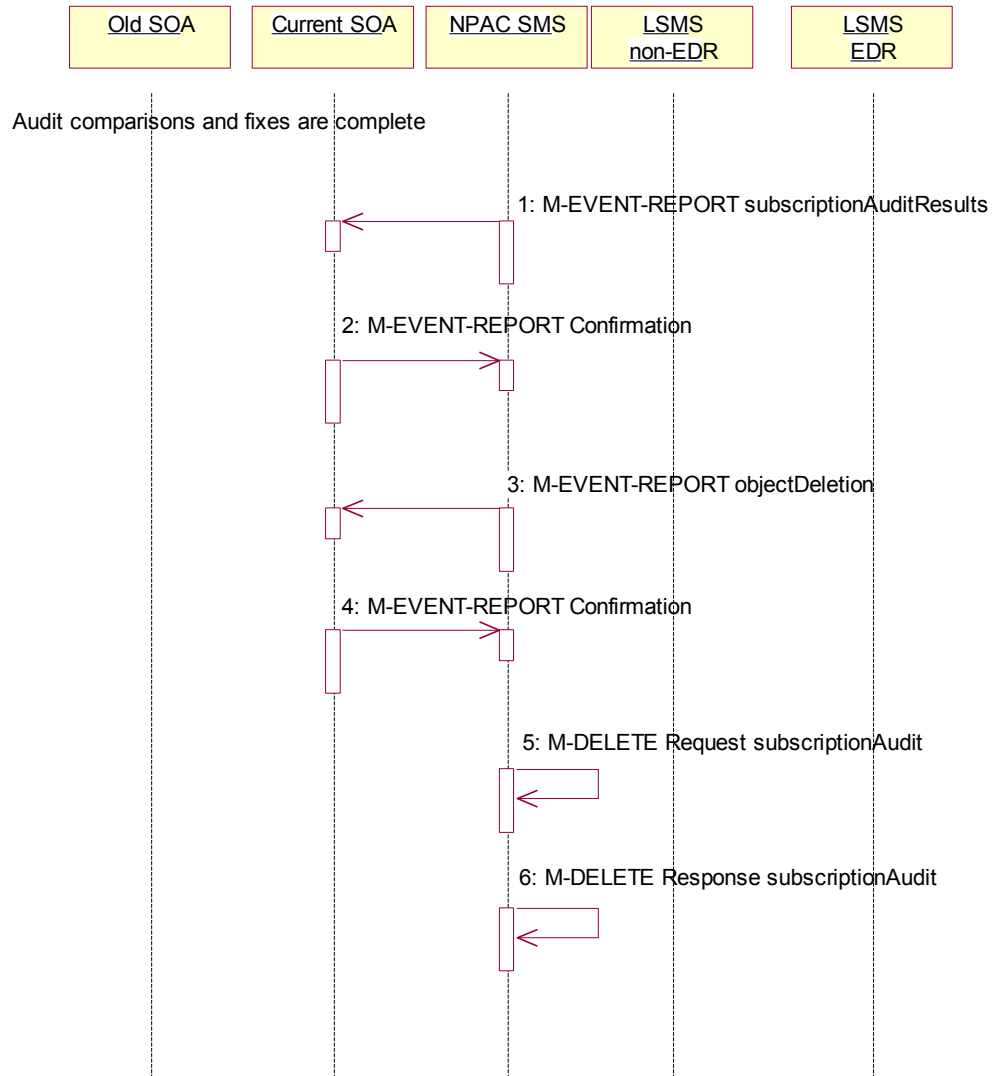 Old SOA
Current SOA
NPAC SMS
LSMS
non-EDR
LSMS
EDR
Audit comparisons and fixes are complete
1: M-EVENT-REPORT subscriptionAuditResults
2: M-EVENT-REPORT Confirmation
3: M-EVENT-REPORT objectDeletion
4: M-EVENT-REPORT Confirmation
5: M-DELETE Request subscriptionAudit
6: M-DELETE Response subscriptionAudit